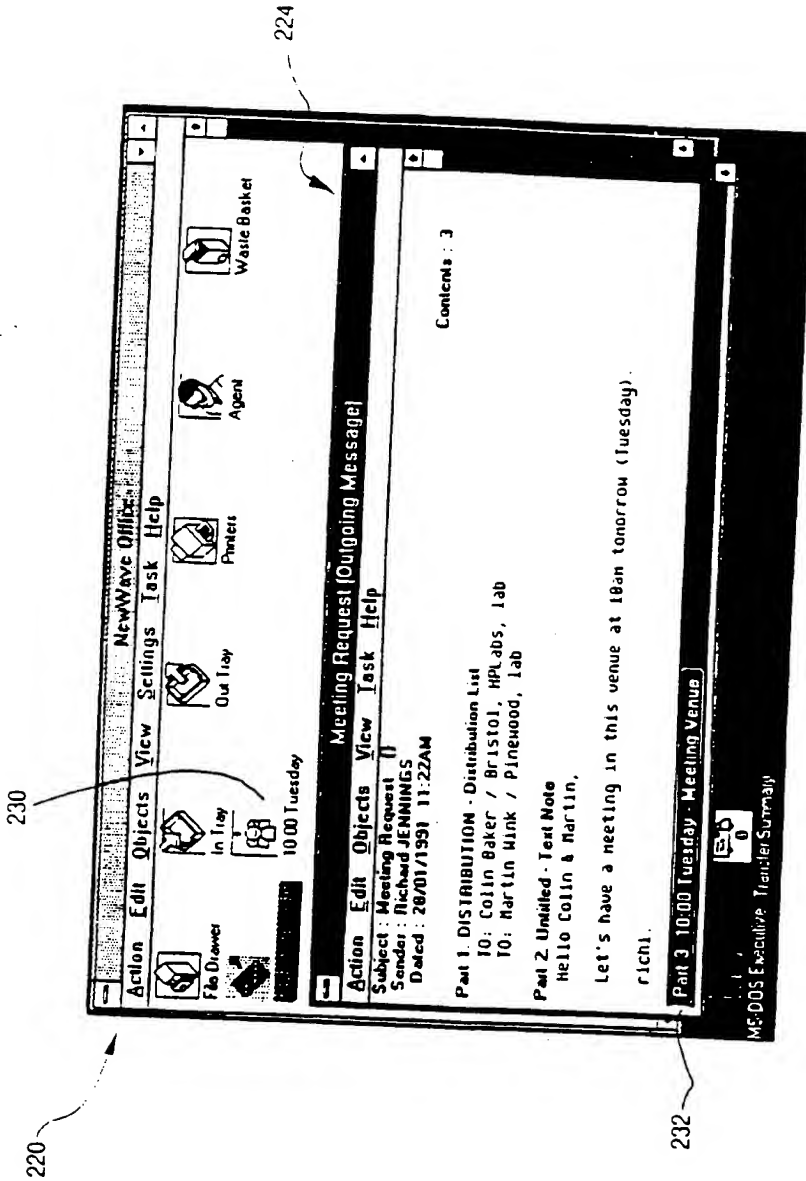 220
230
224
NewWave Office
Action Edit Objects View Settings Task Help
File Drawer
In Tray
Out Tray
Printers
Agent
Waste Basket
10:00 Tuesday
Meeting Request (Outgoing Message)
Action Edit Objects View Task Help
Subject : Meeting Request
Sender : Richard JENNINGS
Dated : 28/01/1991 11:22AM
Contents : 3
Part 1. DISTRIBUTION - Distribution List
TO: Colin Baker / Bristol, HPLabs, lab
TO: Martin Wink / Pinewood, lab
Part 2. Untitled - Text Note
Hello Colin & Martin,
Let's have a meeting in this venue at 10am tomorrow (Tuesday).
richi.
Part 3 10:00 Tuesday - Meeting Venue
232
MS-DOS Executive Transfer Summary